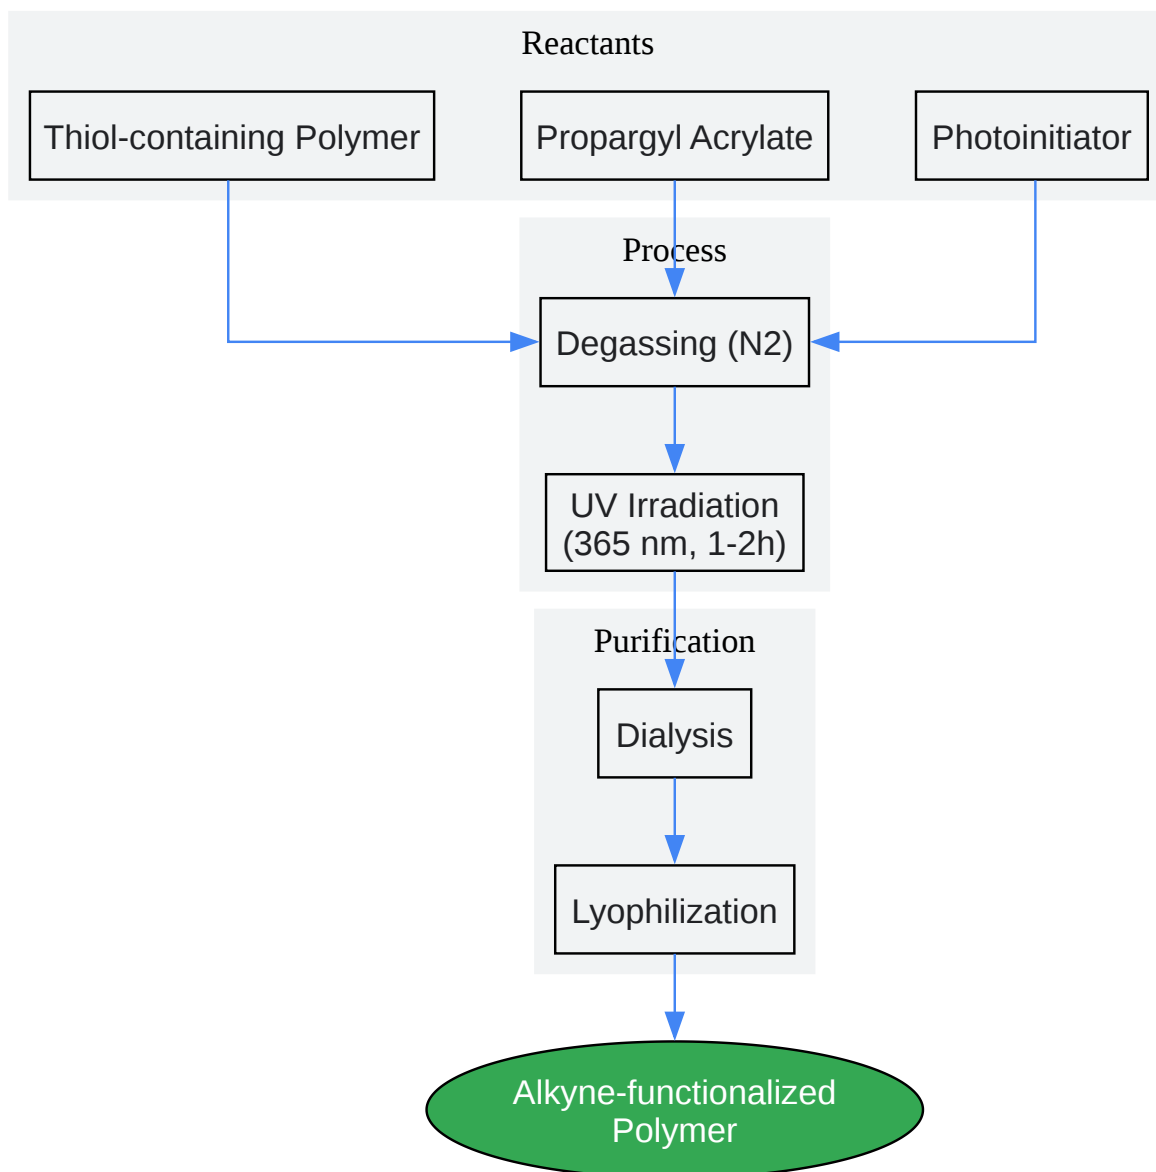 Reactants
Thiol-containing Polymer
Propargyl Acrylate
Photoinitiator
Process
Degassing (N2)
UV Irradiation
(365 nm, 1-2h)
Purification
Dialysis
Lyophilization
Alkyne-functionalized
Polymer